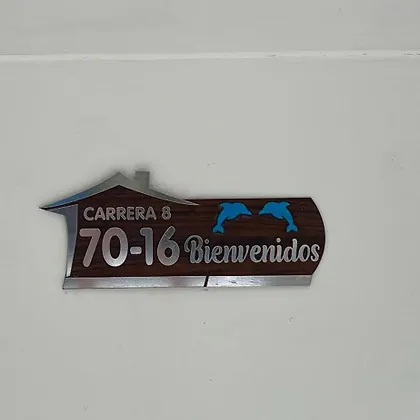 CARRERA 8
70-16 Bienvenidos